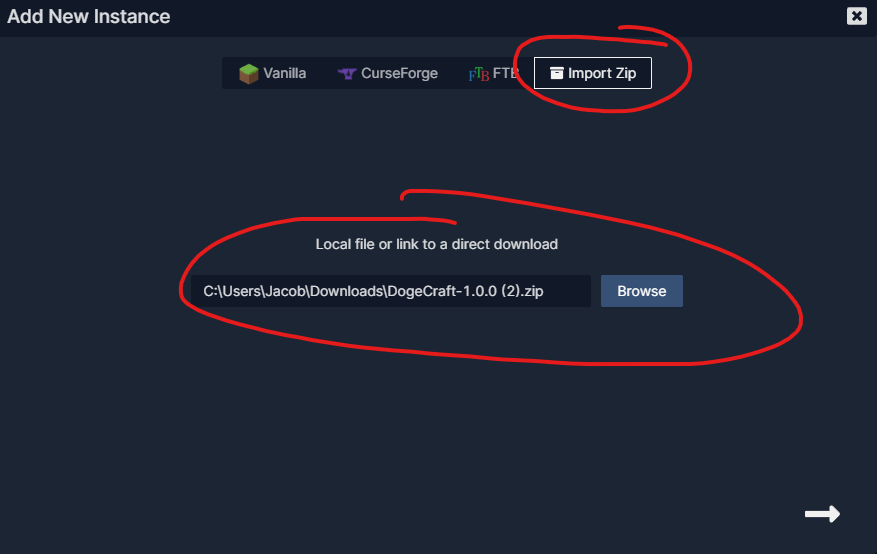 Add New Instance
Vanilla CurseForge FTB FTB Import Zip
Local file or link to a direct download
C:\Users\Jacob\Downloads\DogeCraft-1.0.0 (2).zip Browse